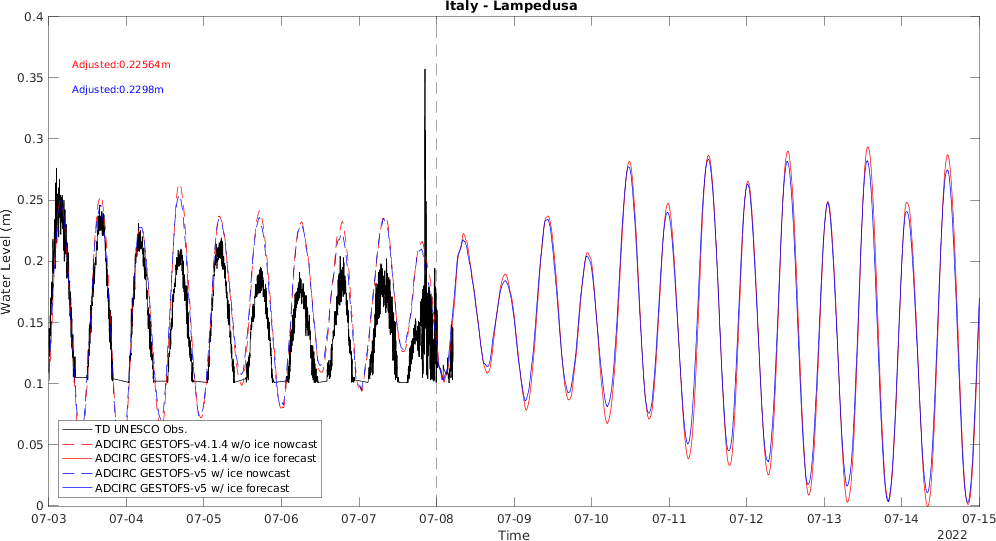 Italy - Lampedusa
0.4
0.35
0.3
0.25
0.2
0.15
0.1
0.05
0
Water Level (m)
Adjusted:0.22564m
Adjusted:0.2298m
TD UNESCO Obs.
ADCIRC GESTOFS-v4.1.4 w/o ice nowcast
ADCIRC GESTOFS-v4.1.4 w/o ice forecast
ADCIRC GESTOFS-v5 w/ ice nowcast
ADCIRC GESTOFS-v5 w/ ice forecast
07-03 07-04 07-05 07-06 07-07 07-08 07-09 07-10 07-11 07-12 07-13 07-14 07-15
Time
2022